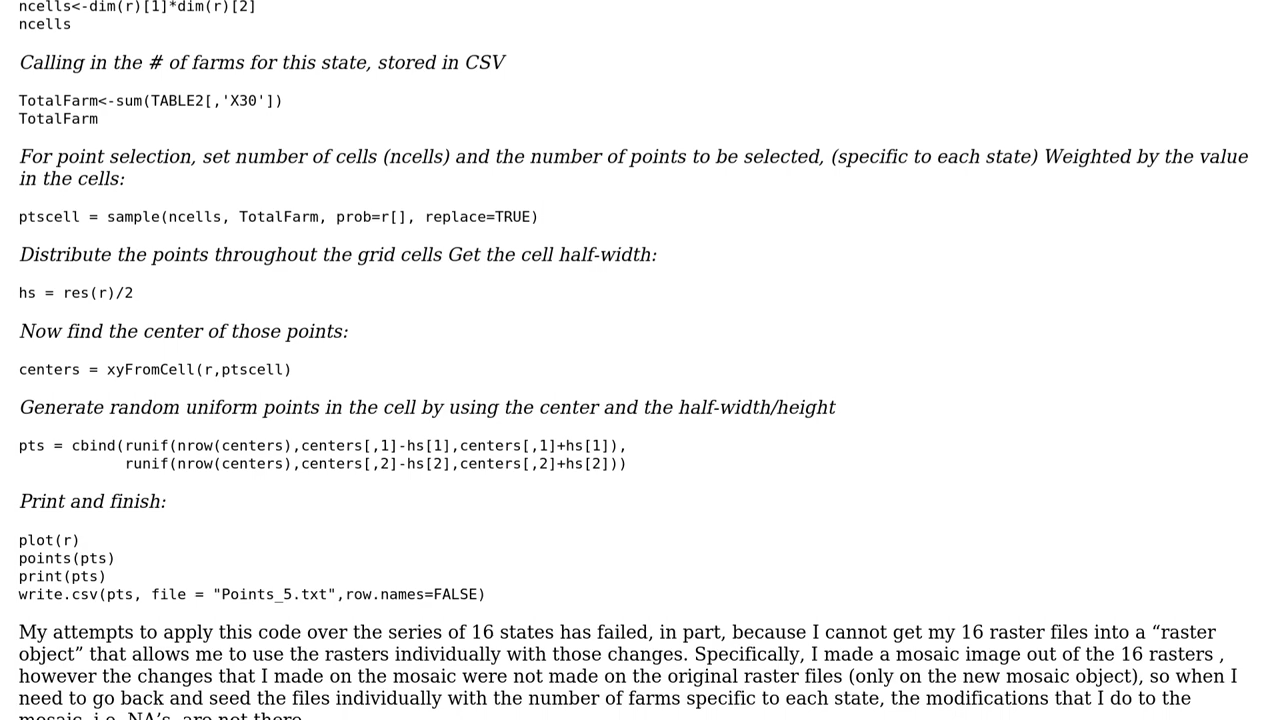 ncells<-dim(r)[1]*dim(r)[2]
ncells
Calling in the # of farms for this state, stored in CSV
TotalFarm<-sum(TABLE2[,'X30'])
TotalFarm
For point selection, set number of cells (ncells) and the number of points to be selected, (specific to each state) Weighted by the value
in the cells:
ptscell = sample(ncells, TotalFarm, prob=r[], replace=TRUE)
Distribute the points throughout the grid cells Get the cell half-width:
hs = res(r)/2
Now find the center of those points:
centers = xyFromCell(r,ptscell)
Generate random uniform points in the cell by using the center and the half-width/height
pts = cbind(runif(nrow(centers),centers[,1]-hs[1],centers[,1]+hs[1]),
            runif(nrow(centers),centers[,2]-hs[2],centers[,2]+hs[2]))
Print and finish:
plot(r)
points(pts)
print(pts)
write.csv(pts, file = "Points_5.txt",row.names=FALSE)
My attempts to apply this code over the series of 16 states has failed, in part, because I cannot get my 16 raster files into a “raster
object” that allows me to use the rasters individually with those changes. Specifically, I made a mosaic image out of the 16 rasters ,
however the changes that I made on the mosaic were not made on the original raster files (only on the new mosaic object), so when I
need to go back and seed the files individually with the number of farms specific to each state, the modifications that I do to the
mosaic, i.e. NA’s, are not there